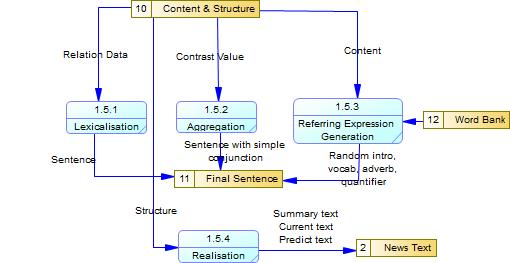 10 Content & Structure
Relation Data
Contrast Value
Content
1.5.1
Lexicalisation
1.5.2
Aggregation
1.5.3
Referring Expression
Generation
12 Word Bank
Sentence
Sentence with simple
conjunction
Random intro,
vocab, adverb,
quantifier
11 Final Sentence
Structure
1.5.4
Realisation
Summary text
Current text
Predict text
2 News Text